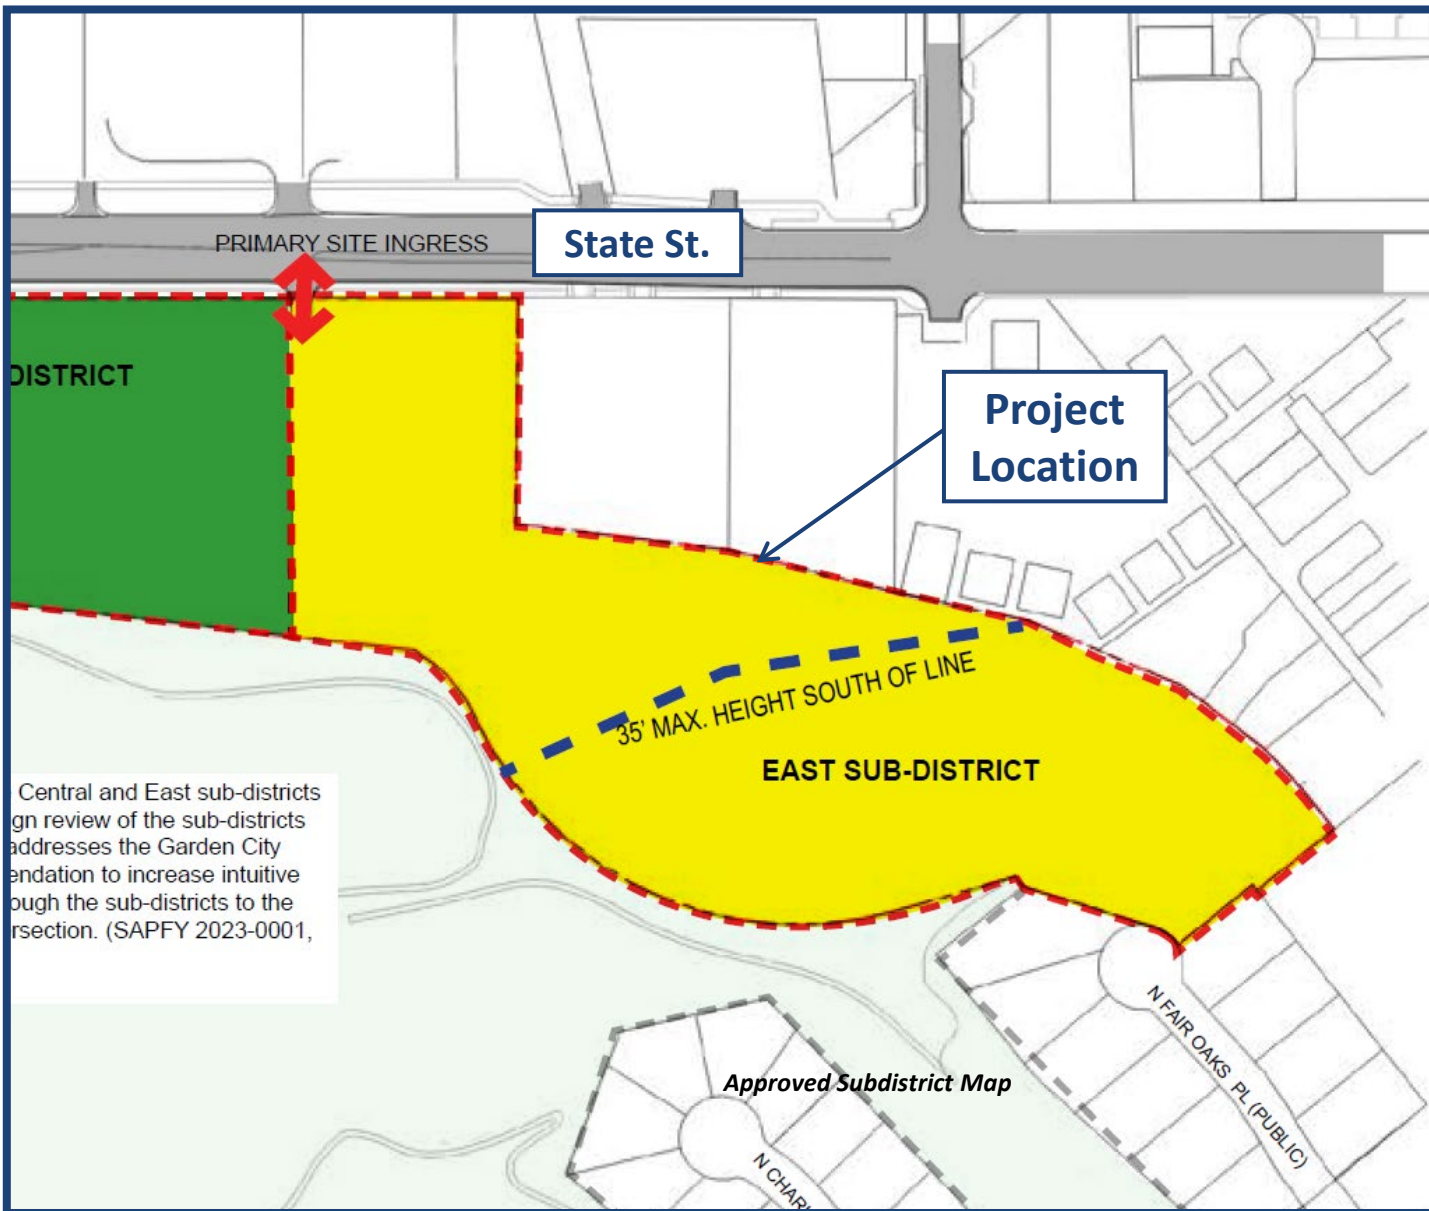 PRIMARY SITE INGRESS
State St.
DISTRICT
Project
Location
35' MAX. HEIGHT SOUTH OF LINE
EAST SUB-DISTRICT
Central and East sub-districts
gn review of the sub-districts
addresses the Garden City
endation to increase intuitive
ough the sub-districts to the
rsection. (SAPFY 2023-0001,
N FAIR OAKS PL (PUBLIC)
Approved Subdistrict Map
N CHAR